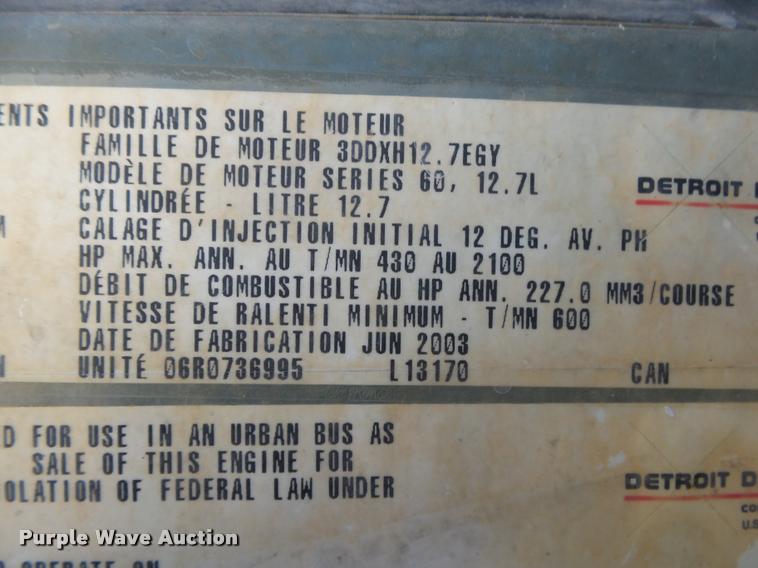 IMPORTANTS SUR LE MOTEUR
FAMILLE DE MOTEUR 3DDXH12.7EGY
MODÈLE DE MOTEUR SERIES 60, 12.7L
DETROIT
CYLINDRÉE - LITRE 12.7
CALAGE D'INJECTION INITIAL 12 DEG. AV. PH
HP MAX. ANN. AU T/MN 430 AU 2100
DÉBIT DE COMBUSTIBLE AU HP ANN. 227.0 MM3/COURSE
VITESSE DE RALENTI MINIMUM - T/MN 600
DATE DE FABRICATION JUN 2003
UNITÉ 06R0736995 L13170 CAN
D FOR USE IN AN URBAN BUS AS
SALE OF THIS ENGINE FOR
OLATION OF FEDERAL LAW UNDER
DETROIT D
CO
U.S
OPERATE ON
Purple Wave Auction